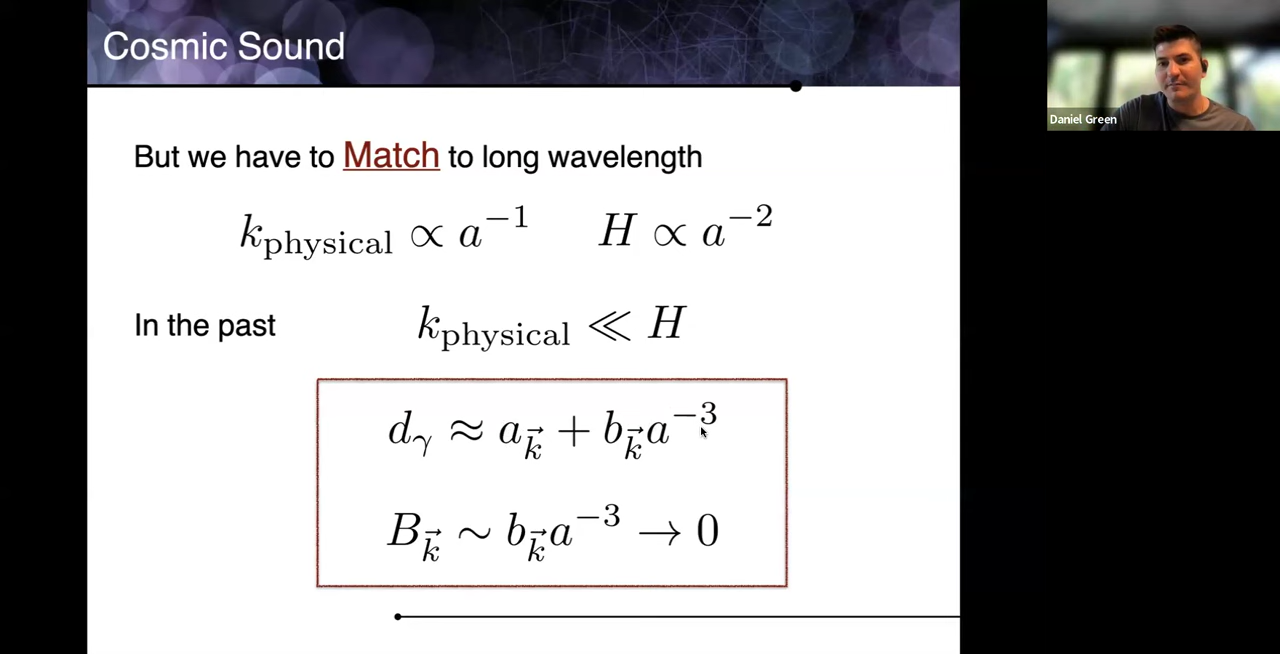 Cosmic Sound
Daniel Green
But we have to Match to long wavelength
k_physical ∝ a^{−1} H ∝ a^{−2}
In the past k_physical ≪ H
d_γ ≈ a_{\vec{k}} + b_{\vec{k}} a^{−3}
B_{\vec{k}} ∼ b_{\vec{k}} a^{−3} → 0